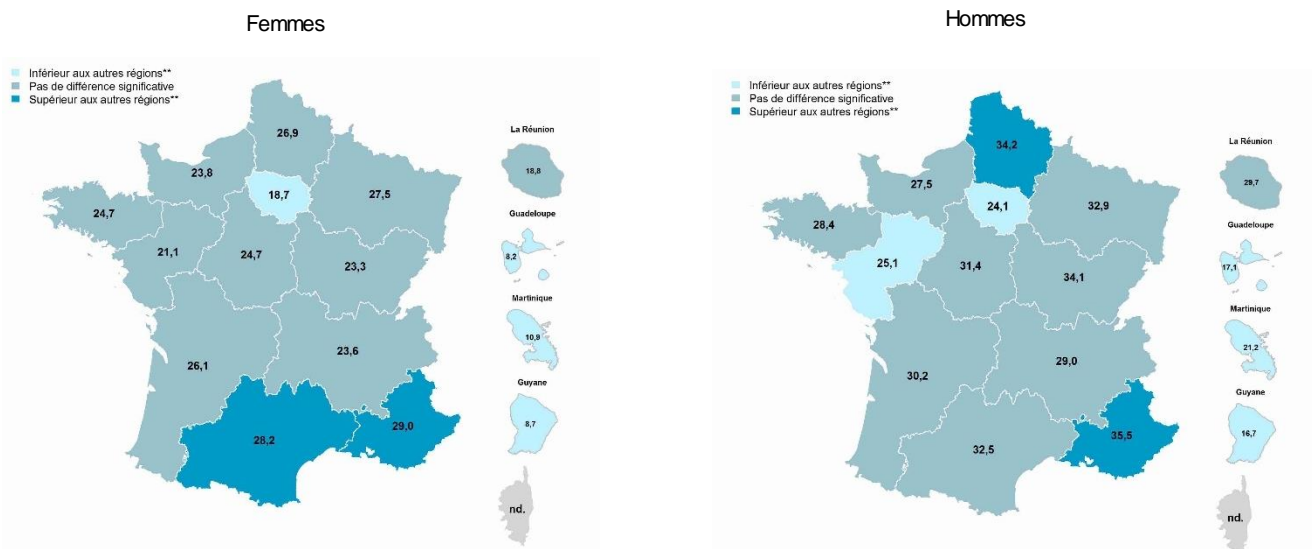 Femmes
Inférieur aux autres régions**
Pas de différence significative
Supérieur aux autres régions**
26,9
23,8
18,7
27,5
24,7
21,1
24,7
23,3
26,1
23,6
28,2
29,0
La Réunion
18,8
Guadeloupe
8,2
Martinique
10,9
Guyane
8,7
nd.
Hommes
Inférieur aux autres régions**
Pas de différence significative
Supérieur aux autres régions**
34,2
27,5
24,1
32,9
28,4
25,1
31,4
34,1
30,2
29,0
32,5
35,5
La Réunion
29,7
Guadeloupe
17,1
Martinique
21,2
Guyane
16,7
nd.